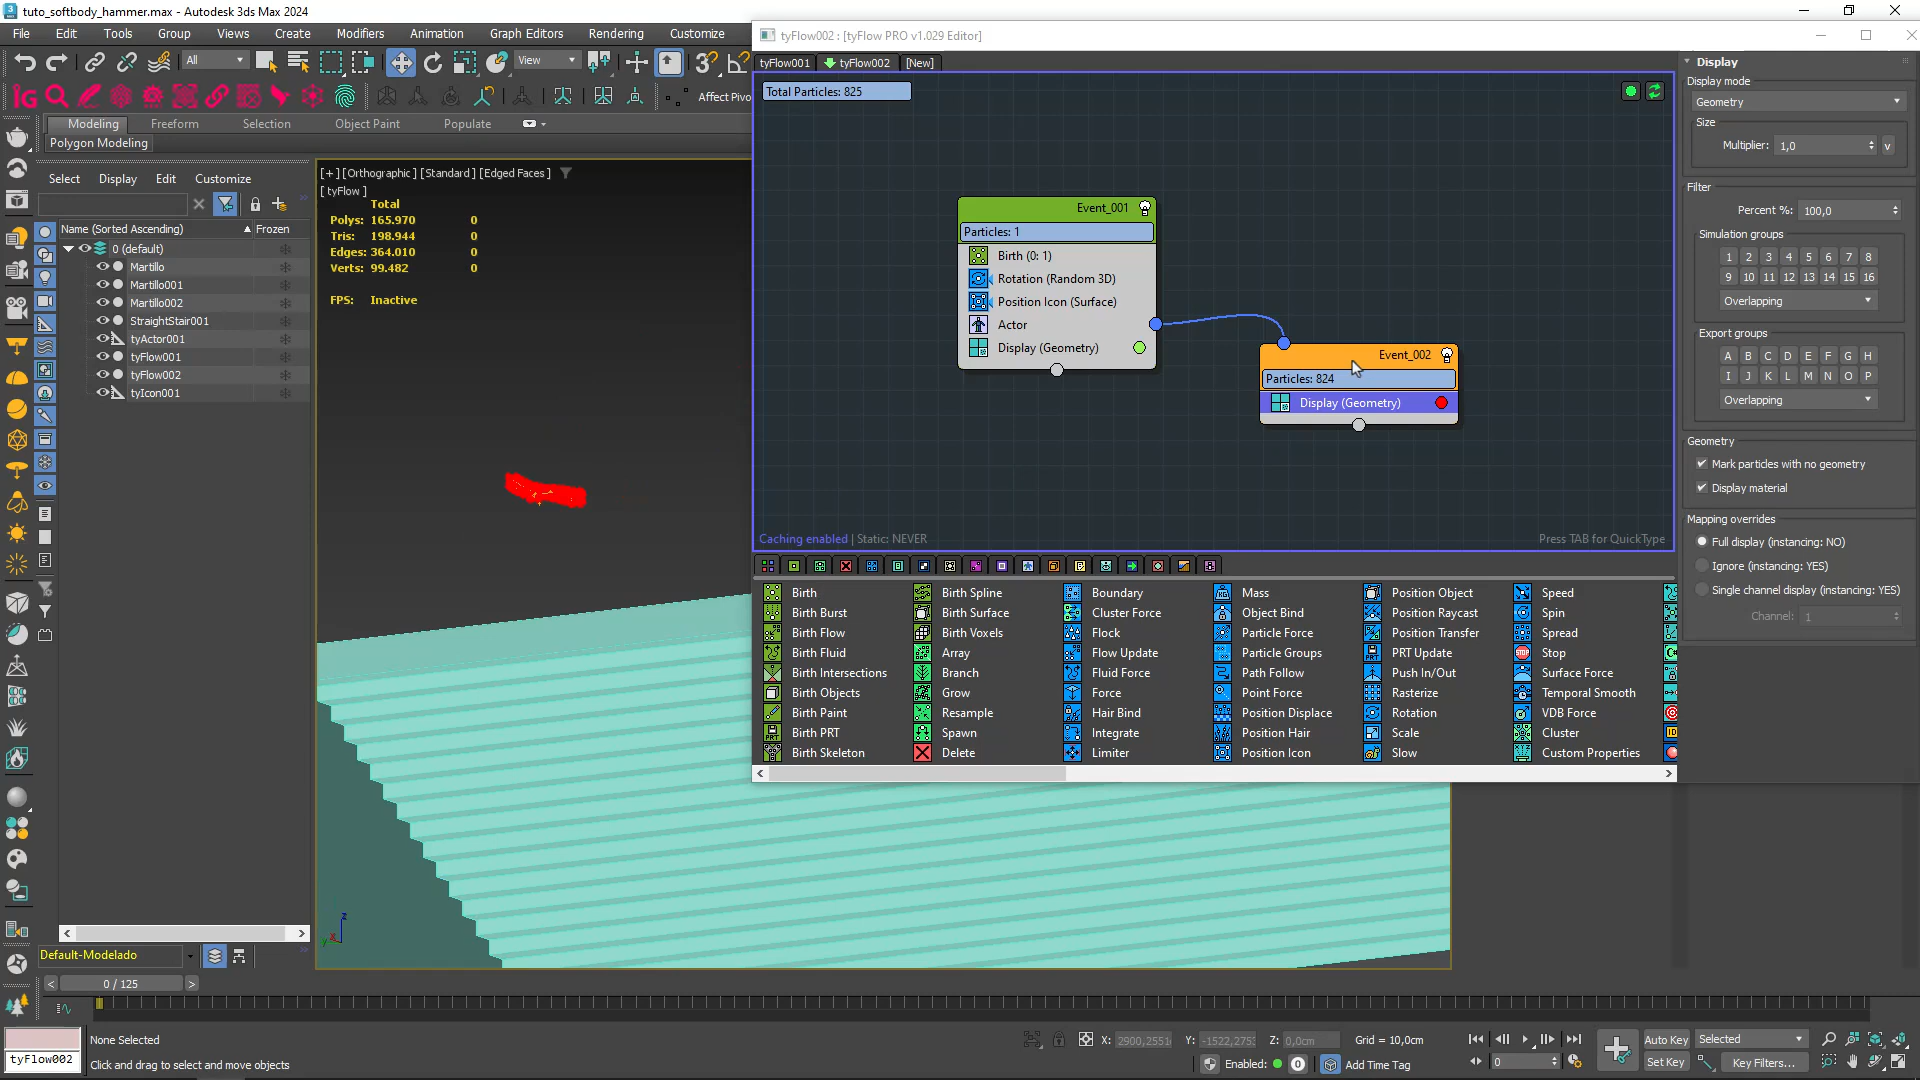 tuto_softbody_hammer.max - Autodesk 3ds Max 2024
File Edit Tools Group Views Create Modifiers Animation Graph Editors Rendering Customize
tyFlow002 : [tyFlow PRO v1.029 Editor]
All
View
tyFlow001 tyFlow002 [New]
Affect Pivo
Total Particles: 825
Modeling Freeform Selection Object Paint Populate
Polygon Modeling
Select Display Edit Customize
Name (Sorted Ascending) Frozen
0 (default)
Martillo
Martillo001
Martillo002
StraightStair001
tyActor001
tyFlow001
tyFlow002
tyIcon001
[+] [Orthographic ] [Standard ] [Edged Faces ]
[ tyFlow ]
Total
Polys: 165.970 0
Tris: 198.944 0
Edges: 364.010 0
Verts: 99.482 0
FPS: Inactive
Event_001
Particles: 1
Birth (0: 1)
Rotation (Random 3D)
Position Icon (Surface)
Actor
Display (Geometry)
Event_002
Particles: 824
Display (Geometry)
Caching enabled | Static: NEVER
Press TAB for QuickType
Birth Birth Spline Boundary Mass Position Object Speed
Birth Burst Birth Surface Cluster Force Object Bind Position Raycast Spin
Birth Flow Birth Voxels Flock Particle Force Position Transfer Spread
Birth Fluid Array Flow Update Particle Groups PRT Update Stop
Birth Intersections Branch Fluid Force Path Follow Push In/Out Surface Force
Birth Objects Grow Force Point Force Rasterize Temporal Smooth
Birth Paint Resample Hair Bind Position Displace Rotation VDB Force
Birth PRT Spawn Integrate Position Hair Scale Cluster
Birth Skeleton Delete Limiter Position Icon Slow Custom Properties
Display
Display mode
Geometry
Size
Multiplier: 1,0 v
Filter
Percent %: 100,0
Simulation groups
1 2 3 4 5 6 7 8
9 10 11 12 13 14 15 16
Overlapping
Export groups
A B C D E F G H
I J K L M N O P
Overlapping
Geometry
Mark particles with no geometry
Display material
Mapping overrides
Full display (instancing: NO)
Ignore (instancing: YES)
Single channel display (instancing: YES)
Channel: 1
z
x
y
Default-Modelado
< 0 / 125 >
None Selected
tyFlow002
Click and drag to select and move objects
X: 2900,2551 Y: -1522,275 Z: 0,0cm Grid = 10,0cm
Enabled: 0 Add Time Tag
0
Auto Key Selected
Set Key Key Filters...